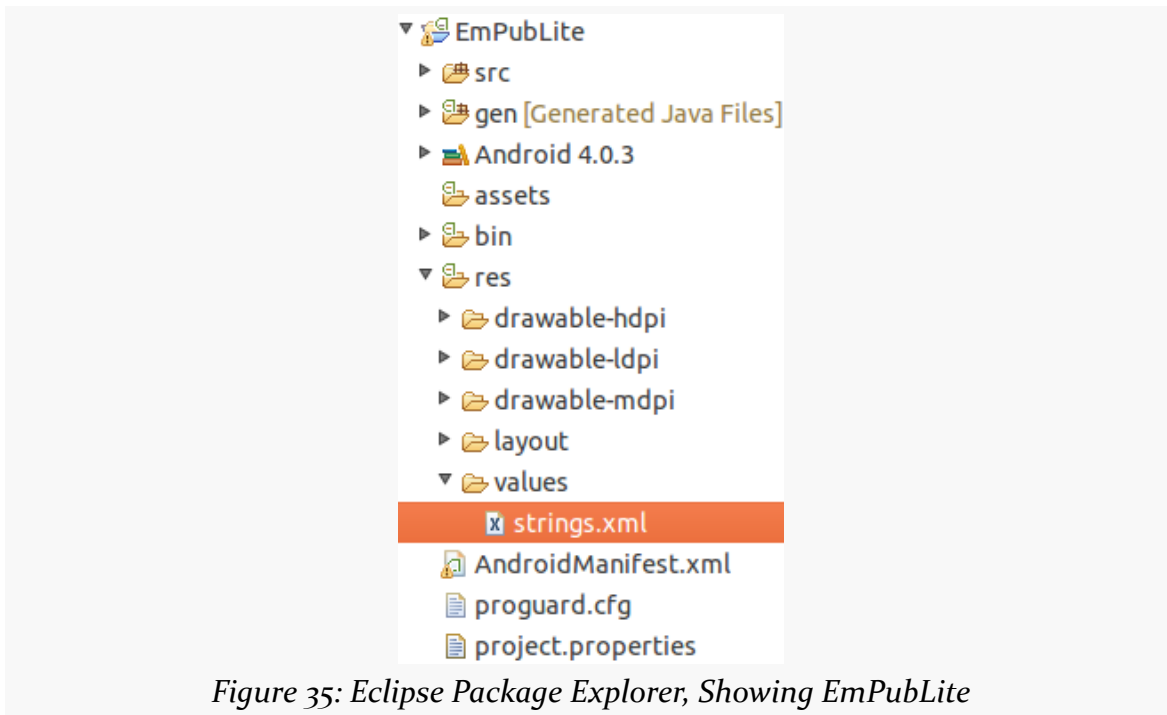 EmPubLite
src
gen [Generated Java Files]
Android 4.0.3
assets
bin
res
drawable-hdpi
drawable-ldpi
drawable-mdpi
layout
values
strings.xml
AndroidManifest.xml
proguard.cfg
project.properties
Figure 35: Eclipse Package Explorer, Showing EmPubLite